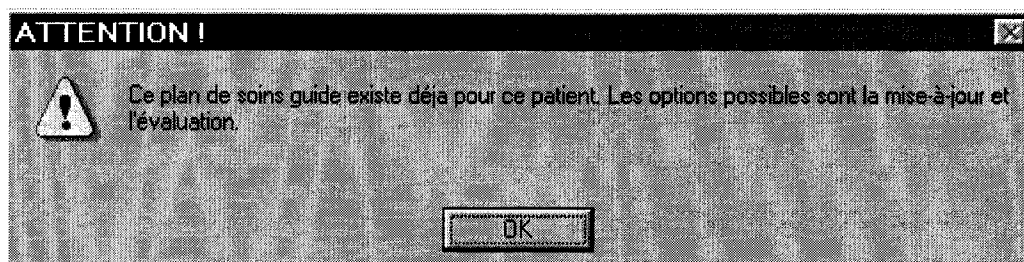 ATTENTION !
Ce plan de soins guide existe déja pour ce patient. Les options possibles sont la mise-à-jour et
l'évaluation.
OK